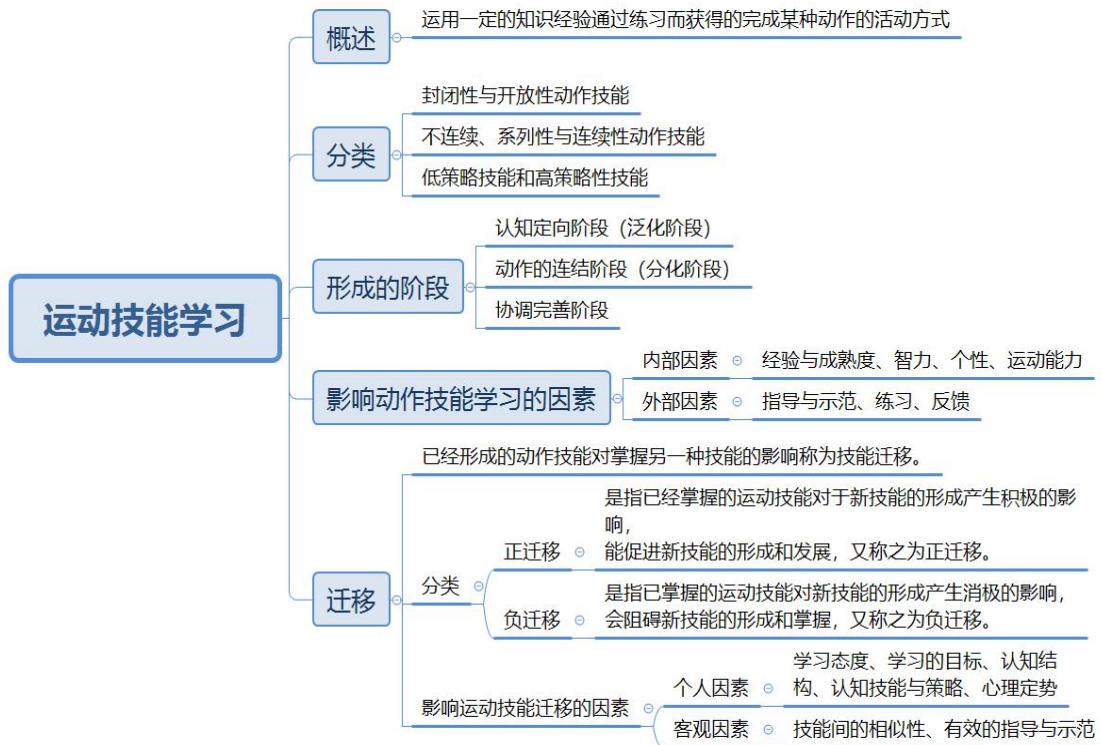 运动技能学习
概述
运用一定的知识经验通过练习而获得的完成某种动作的活动方式
分类
封闭性与开放性动作技能
不连续、系列性与连续性动作技能
低策略技能和高策略性技能
形成的阶段
认知定向阶段（泛化阶段）
动作的连结阶段（分化阶段）
协调完善阶段
影响动作技能学习的因素
内部因素
经验与成熟度、智力、个性、运动能力
外部因素
指导与示范、练习、反馈
迁移
已经形成的动作技能对掌握另一种技能的影响称为技能迁移。
分类
正迁移
是指已经掌握的运动技能对于新技能的形成产生积极的影
响，
能促进新技能的形成和发展，又称之为正迁移。
负迁移
是指已掌握的运动技能对新技能的形成产生消极的影响，
会阻碍新技能的形成和掌握，又称之为负迁移。
影响运动技能迁移的因素
个人因素
学习态度、学习的目标、认知结
构、认知技能与策略、心理定势
客观因素
技能间的相似性、有效的指导与示范